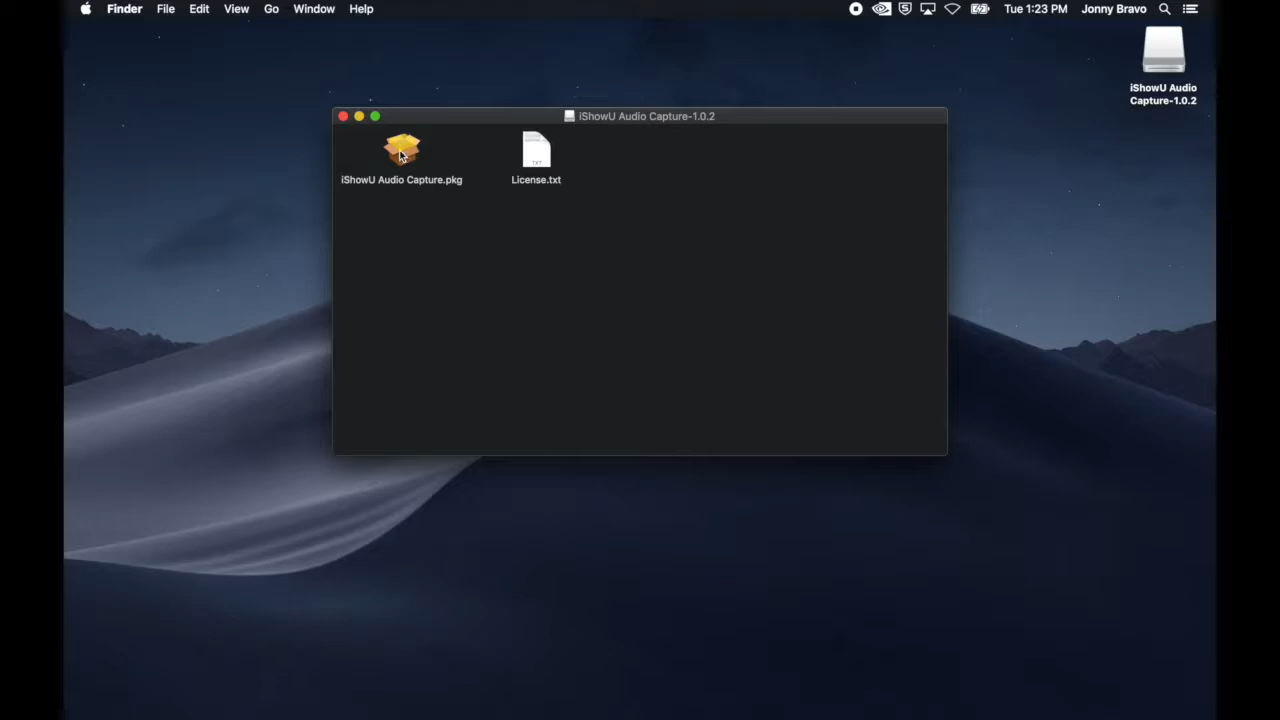 Finder File Edit View Go Window Help Tue 1:23 PM Jonny Bravo
iShowU Audio
Capture-1.0.2
iShowU Audio Capture-1.0.2
TXT
iShowU Audio Capture.pkg License.txt